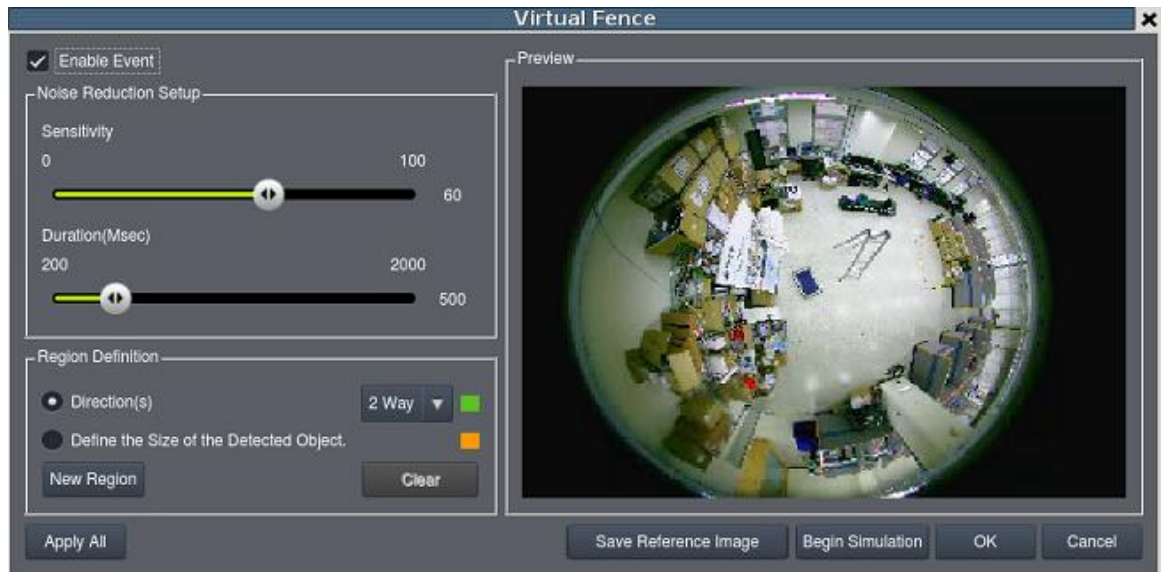 Virtual Fence
Enable Event
Noise Reduction Setup
Sensitivity
0 100
60
Duration(Msec)
200 2000
500
Region Definition
Direction(s) 2 Way
Define the Size of the Detected Object.
New Region Clear
Preview
Apply All Save Reference Image Begin Simulation OK Cancel